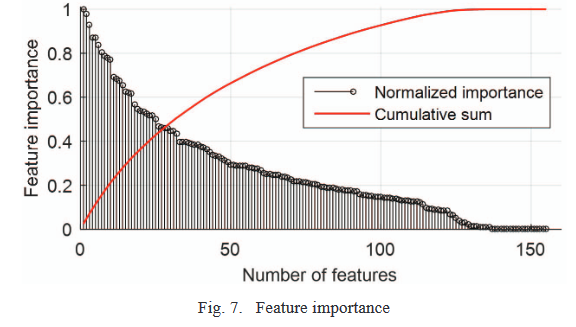 1
0.8
0.6
0.4
0.2
0
Feature importance
Normalized importance
Cumulative sum
0 50 100 150
Number of features
Fig. 7. Feature importance